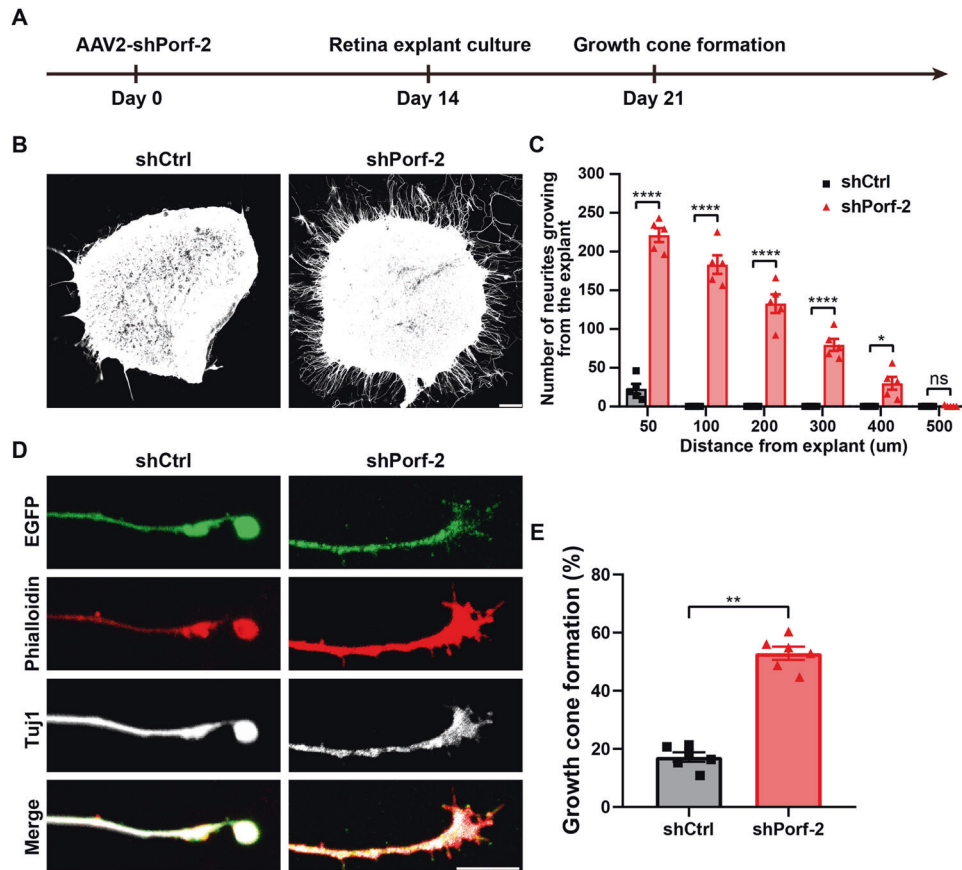 A
AAV2-shPorf-2
Retina explant culture
Growth cone formation
Day 0
Day 14
Day 21
B
shCtrl
shPorf-2
C
Number of neurites growing
from the explant
300
250
200
150
100
50
0
shCtrl
shPorf-2
****
****
****
****
*
ns
50
100
200
300
400
500
Distance from explant (um)
D
shCtrl
shPorf-2
EGFP
Phialloidin
Tuj1
Merge
E
Growth cone formation (%)
80
60
40
20
0
**
shCtrl
shPorf-2